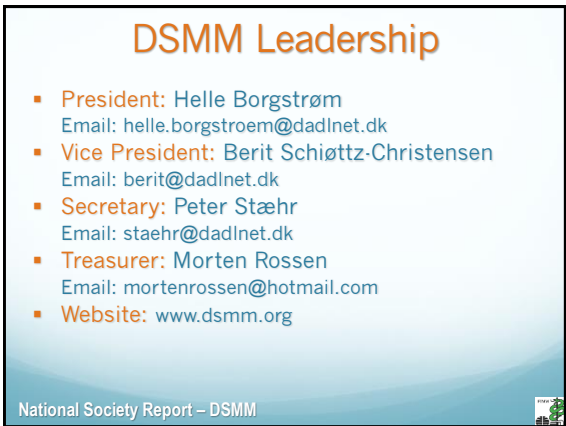 DSMM Leadership
▪ President: Helle Borgstrøm
Email: helle.borgstroem@dadlnet.dk
▪ Vice President: Berit Schiøttz-Christensen
Email: berit@dadlnet.dk
▪ Secretary: Peter Stæhr
Email: staehr@dadlnet.dk
▪ Treasurer: Morten Rossen
Email: mortenrossen@hotmail.com
▪ Website: www.dsmm.org
National Society Report – DSMM